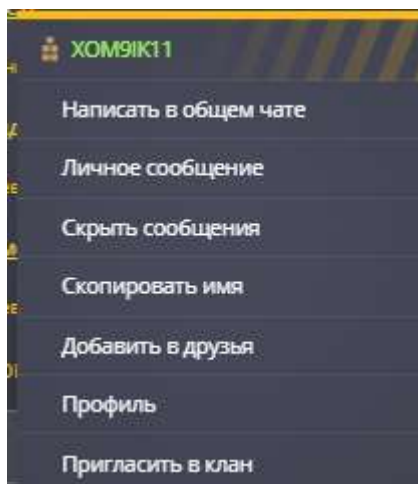 XOM9IK11
Написать в общем чате
Личное сообщение
Скрыть сообщения
Скопировать имя
Добавить в друзья
Профиль
Пригласить в клан